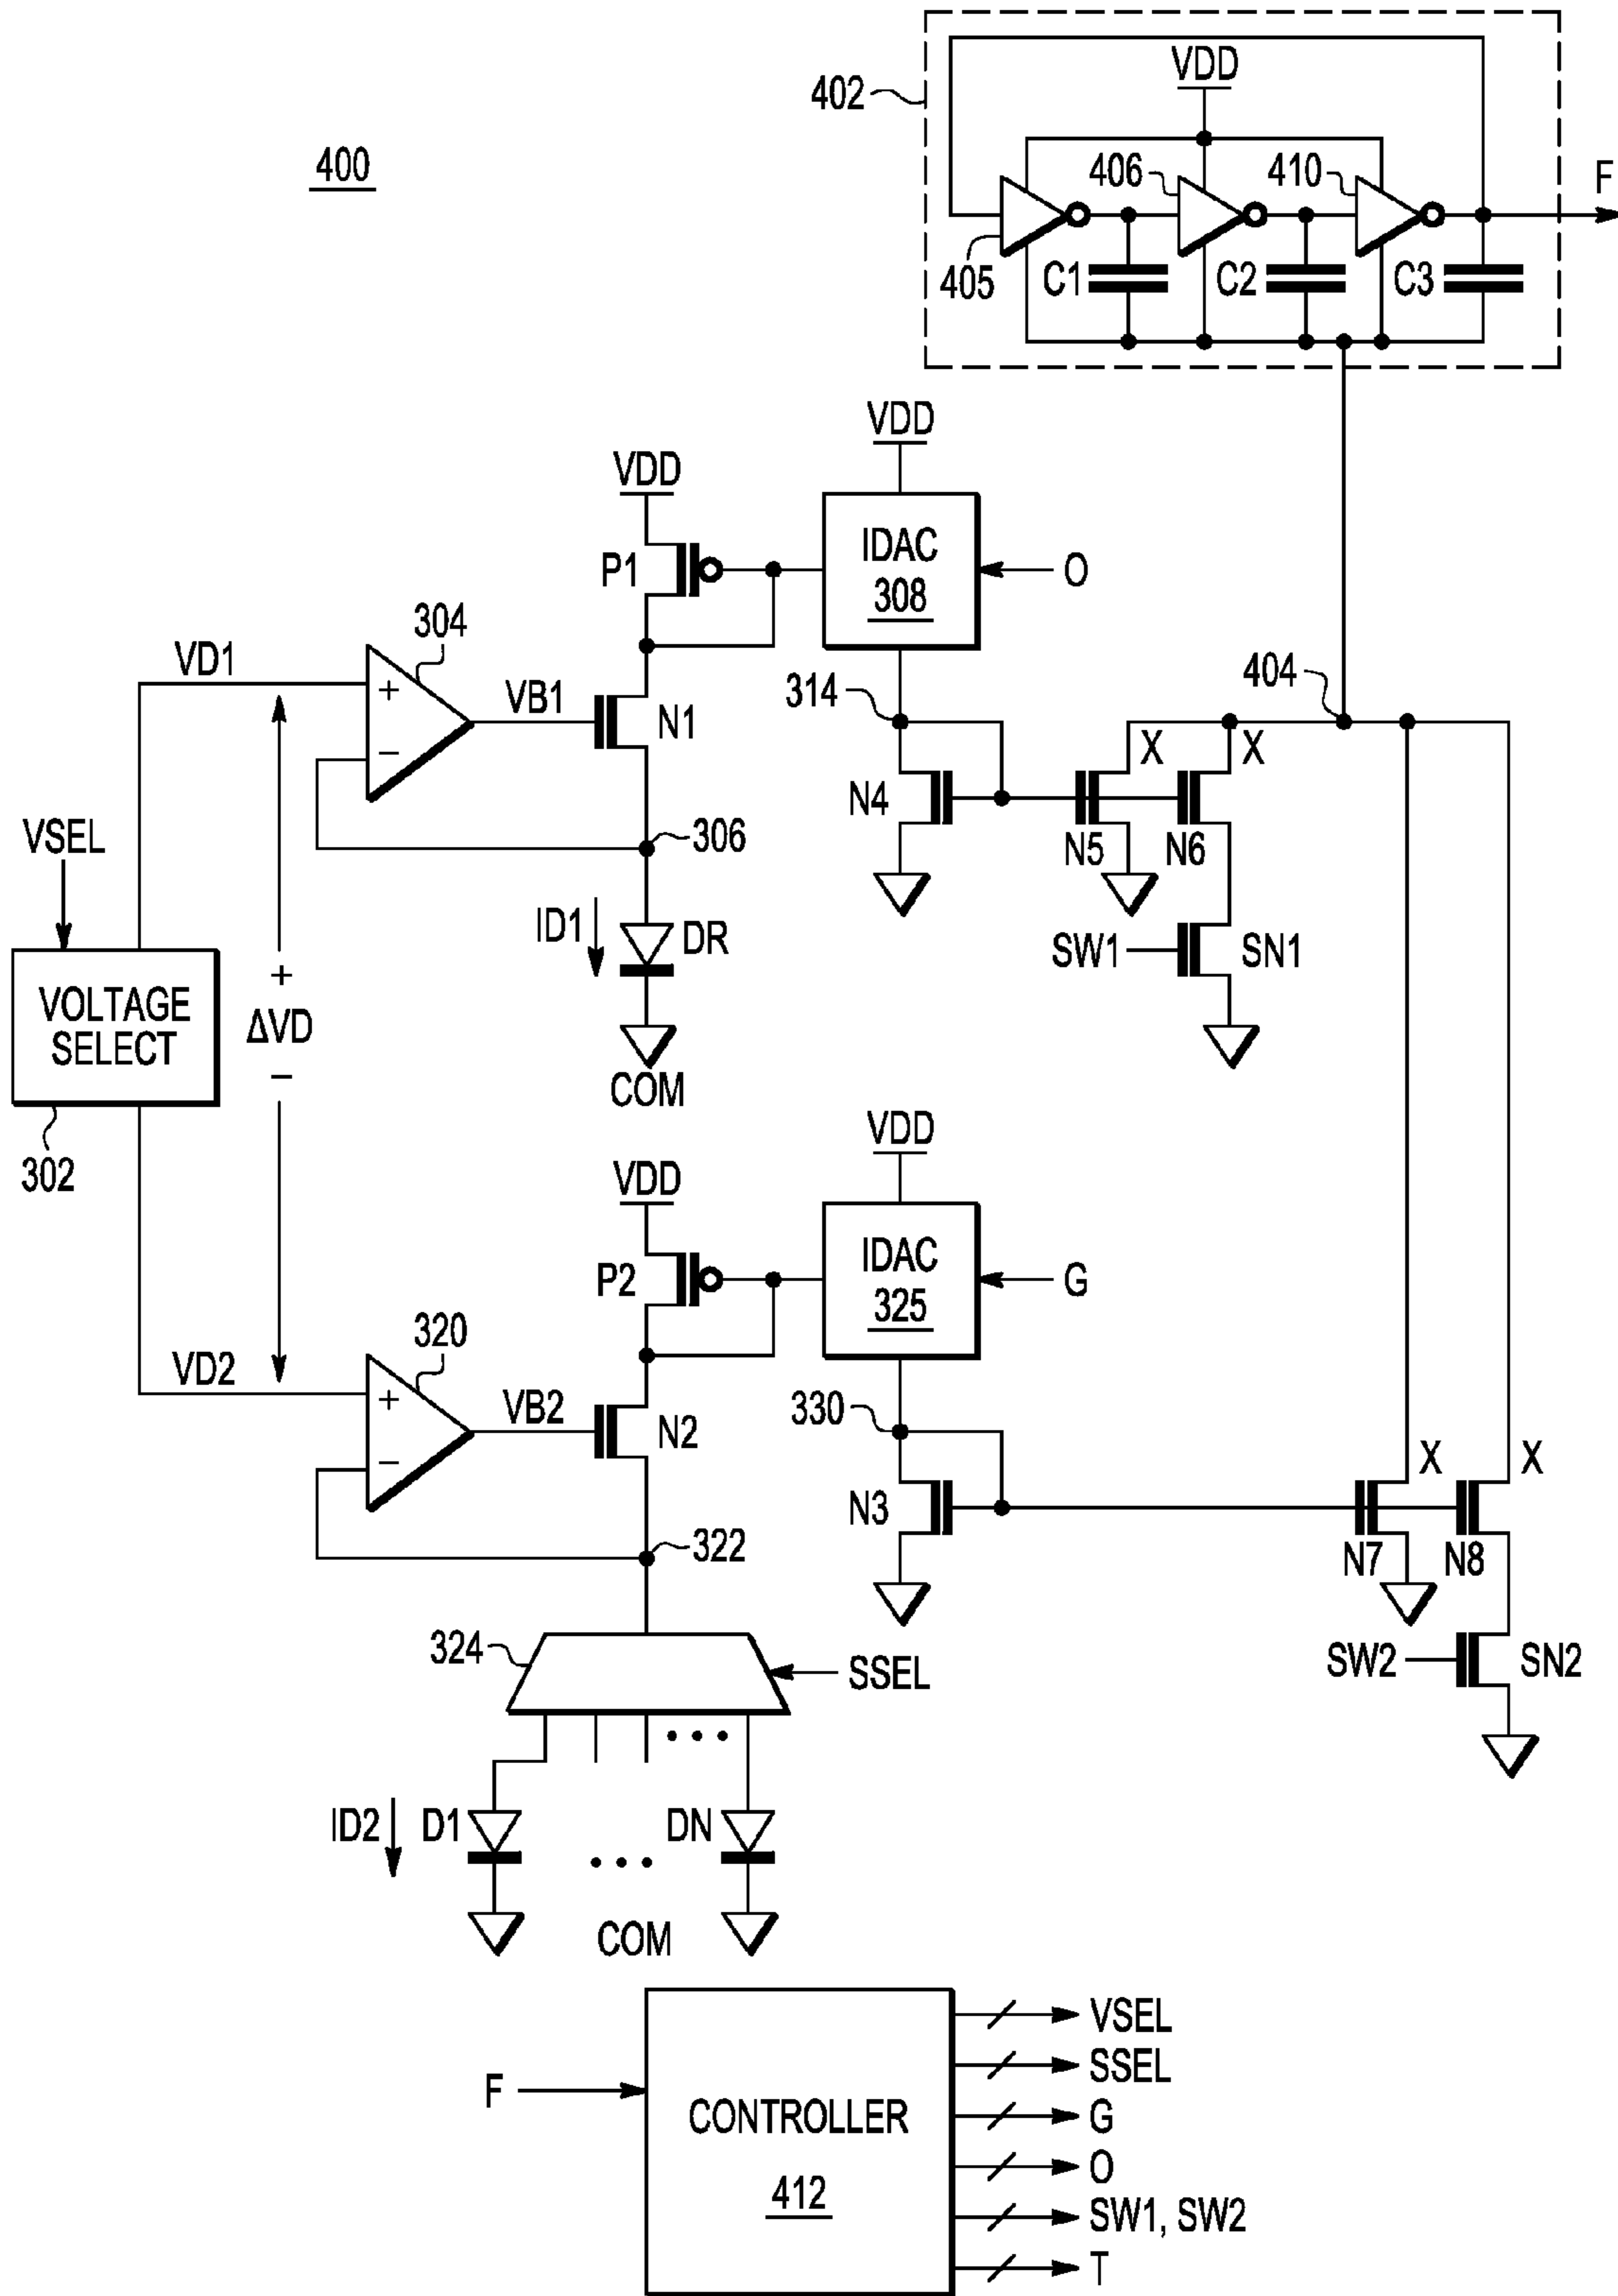 400
402
VDD
405
406
410
F
C1
C2
C3
VDD
P1
VDD
IDAC
308
O
VD1
304
+
−
VB1
N1
314
404
X
X
N4
N5
N6
306
VSEL
VOLTAGE
SELECT
302
+
ΔVD
−
ID1
DR
COM
SW1
SN1
VDD
P2
VDD
IDAC
325
G
VD2
320
+
−
VB2
N2
330
X
X
N3
N7
N8
322
324
SSEL
SW2
SN2
ID2
D1
• • •
DN
• • •
COM
F
CONTROLLER
412
VSEL
SSEL
G
O
SW1, SW2
T